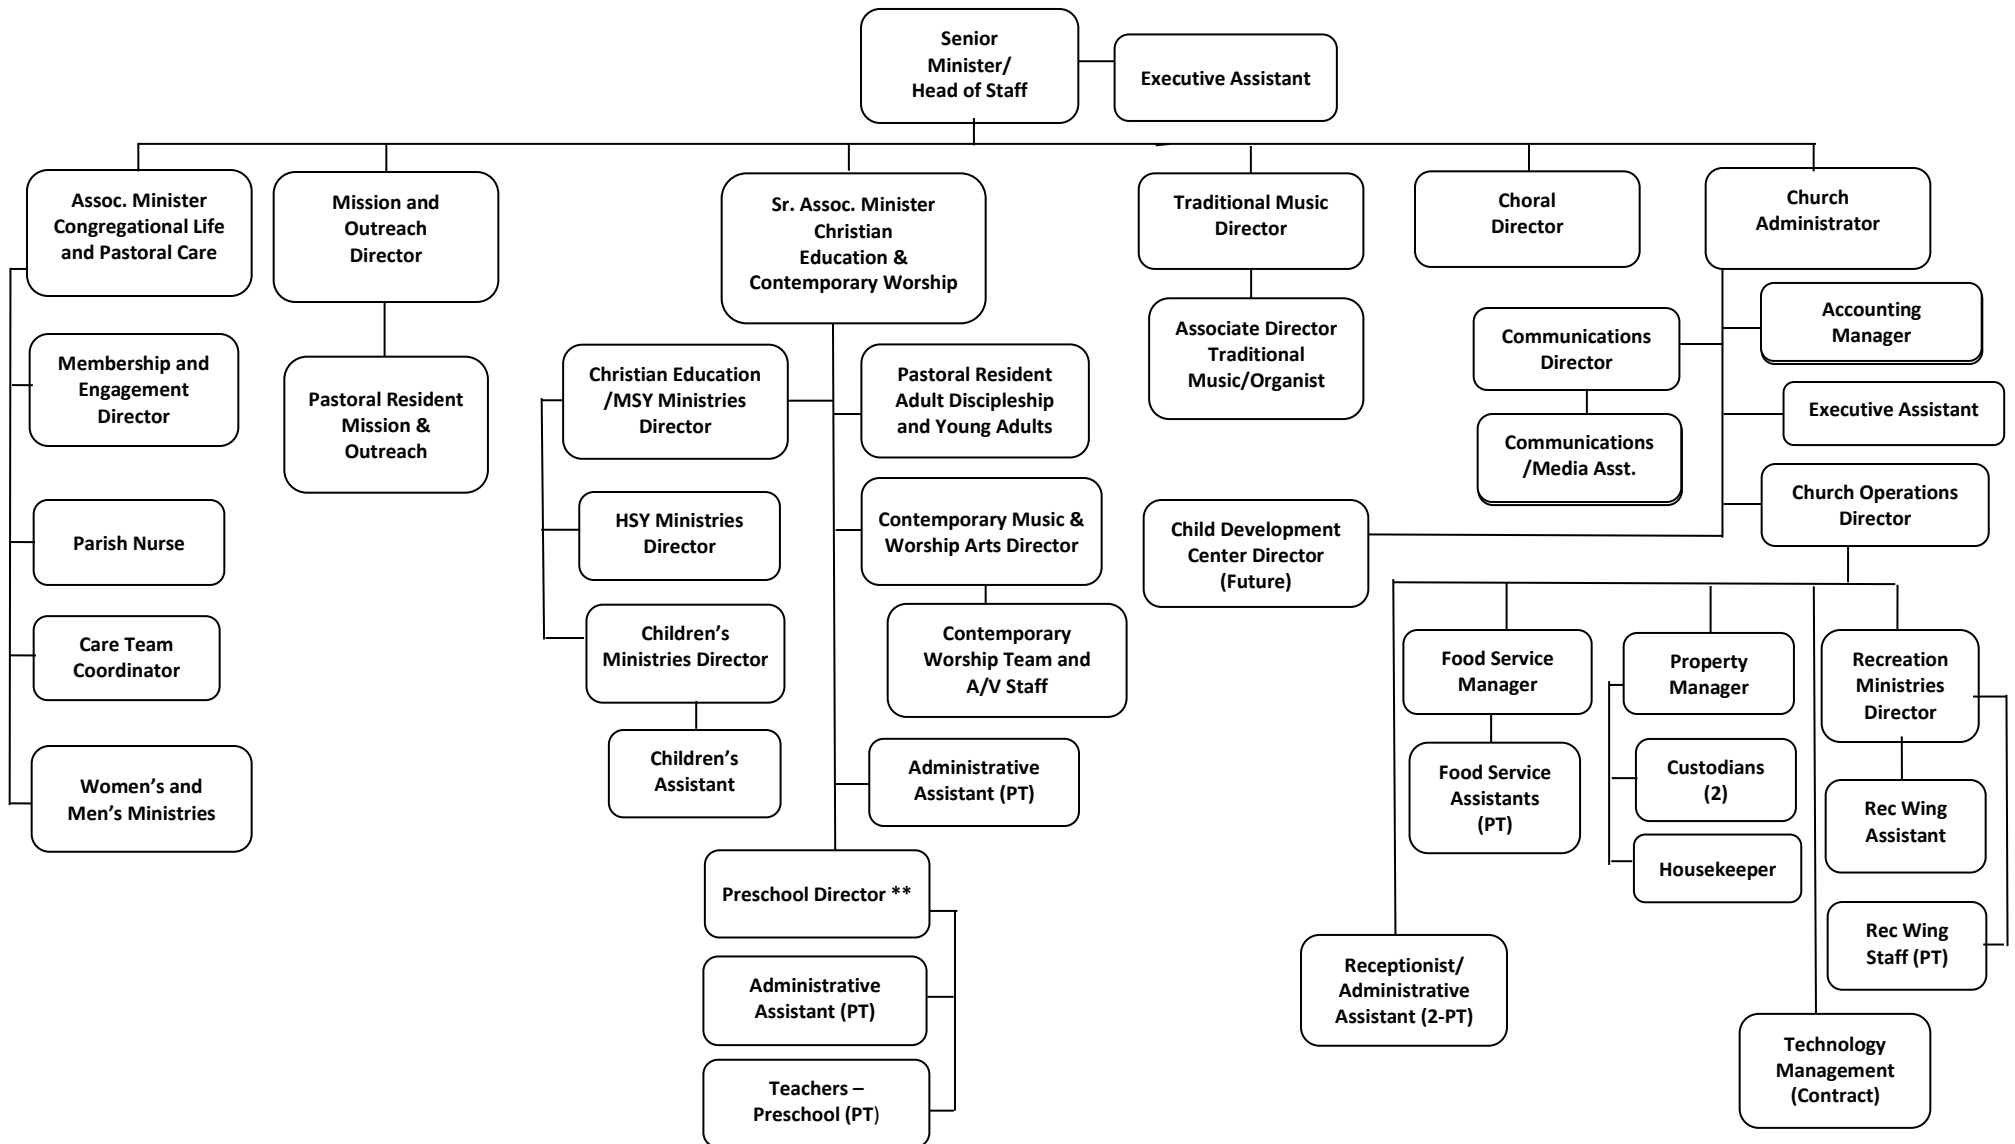 Senior
Minister/
Head of Staff
Executive Assistant
Assoc. Minister
Congregational Life
and Pastoral Care
Mission and
Outreach
Director
Sr. Assoc. Minister
Christian
Education &
Contemporary Worship
Traditional Music
Director
Choral
Director
Church
Administrator
Membership and
Engagement
Director
Parish Nurse
Care Team
Coordinator
Women’s and
Men’s Ministries
Pastoral Resident
Mission &
Outreach
Christian Education
/MSY Ministries
Director
HSY Ministries
Director
Children’s
Ministries Director
Children’s
Assistant
Pastoral Resident
Adult Discipleship
and Young Adults
Contemporary Music &
Worship Arts Director
Contemporary
Worship Team and
A/V Staff
Administrative
Assistant (PT)
Preschool Director **
Administrative
Assistant (PT)
Teachers –
Preschool (PT)
Associate Director
Traditional
Music/Organist
Communications
Director
Communications
/Media Asst.
Accounting
Manager
Executive Assistant
Church Operations
Director
Child Development
Center Director
(Future)
Food Service
Manager
Food Service
Assistants
(PT)
Property
Manager
Custodians
(2)
Housekeeper
Recreation
Ministries
Director
Rec Wing
Assistant
Rec Wing
Staff (PT)
Receptionist/
Administrative
Assistant (2-PT)
Technology
Management
(Contract)